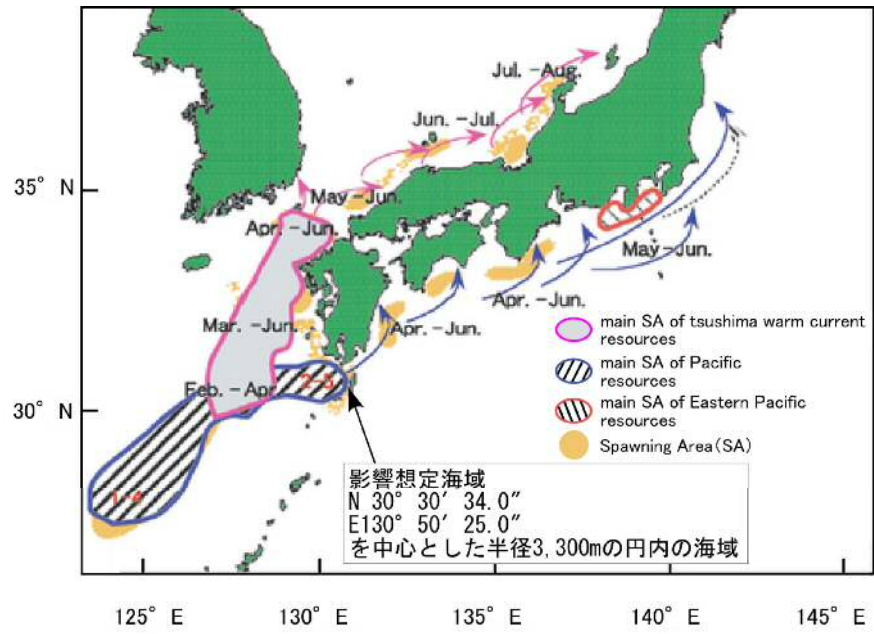 Jul. -Aug.
Jun. -Jul.
35° N
May -Jun.
Apr. -Jun.
May-Jun.
Apr. -Jun.
Mar. -Jun.
Apr. -Jun.
main SA of tsushima warm current
resources
main SA of Pacific
resources
main SA of Eastern Pacific
resources
Spawning Area(SA)
Feb. -Apr.
2-5
30° N
影響想定海域
N 30° 30′ 34.0″
E130° 50′ 25.0″
を中心とした半径3,300mの円内の海域
125° E
130° E
135° E
140° E
145° E